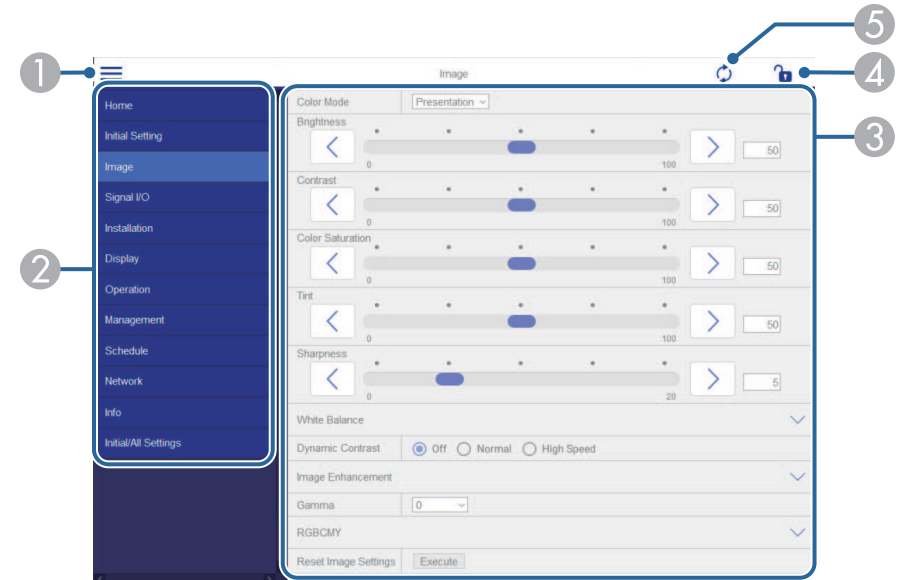 5
1
Image
4
Home
Color Mode Presentation
Brightness
Initial Setting
3
50
Image
0 100
Contrast
Signal I/O
50
Installation
0 100
Color Saturation
Display
2
50
0 100
Operation
Tint
Management
50
0 100
Schedule
Sharpness
Network
5
0 20
Info
White Balance
Initial/All Settings
Dynamic Contrast Off Normal High Speed
Image Enhancement
Gamma 0
RGBCMY
Reset Image Settings Execute